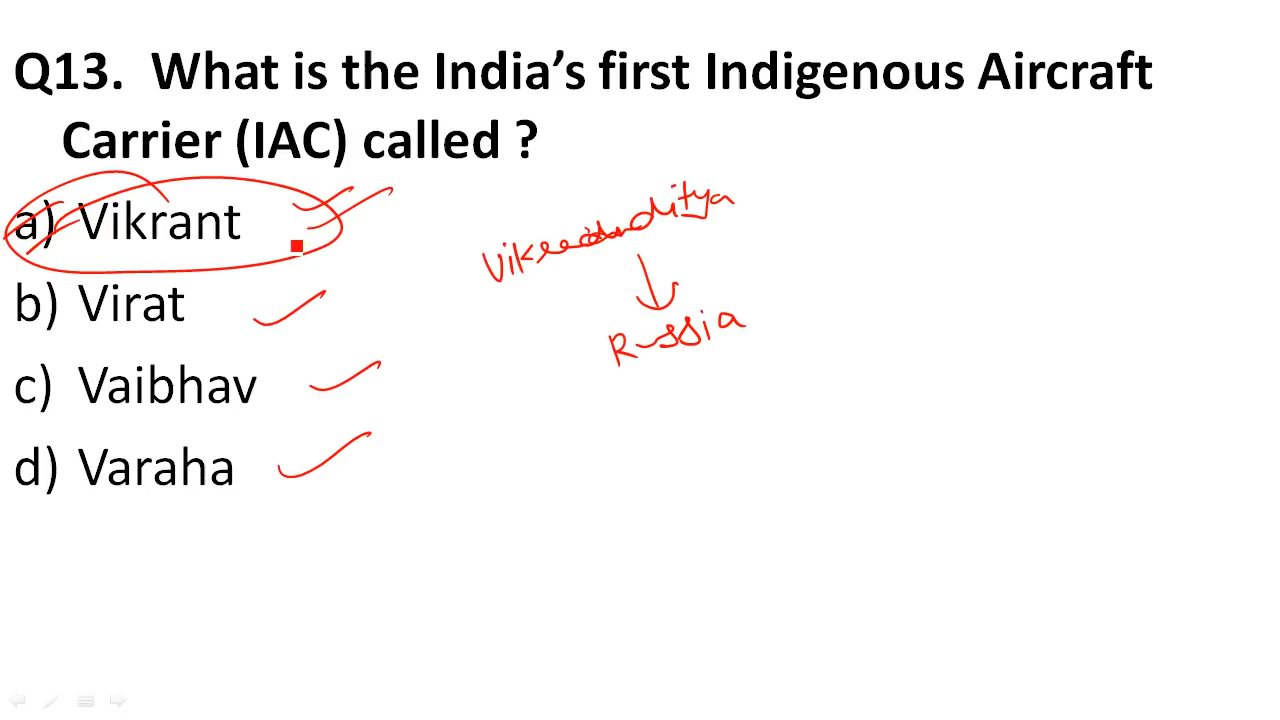 Q13. What is the India’s first Indigenous Aircraft
Carrier (IAC) called ?
a) Vikrant
b) Virat
c) Vaibhav
d) Varaha
Russia